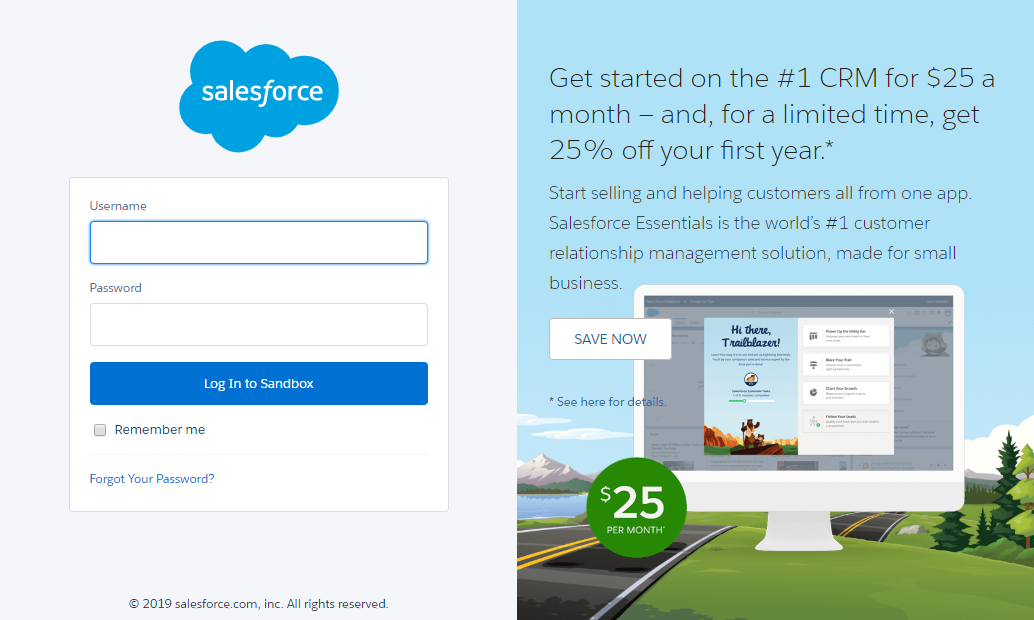 salesforce
Username
Password
Log In to Sandbox
Remember me
Forgot Your Password?
© 2019 salesforce.com, inc. All rights reserved.
Get started on the #1 CRM for $25 a
month – and, for a limited time, get
25% off your first year.*
Start selling and helping customers all from one app.
Salesforce Essentials is the world's #1 customer
relationship management solution, made for small
business.
SAVE NOW
* See here for details.
Hi there,
Trailblazer!
Power Up the Utility Bar
Blaze Your Trail
Chart Your Growth
Follow Your Leads
$25
PER MONTH*